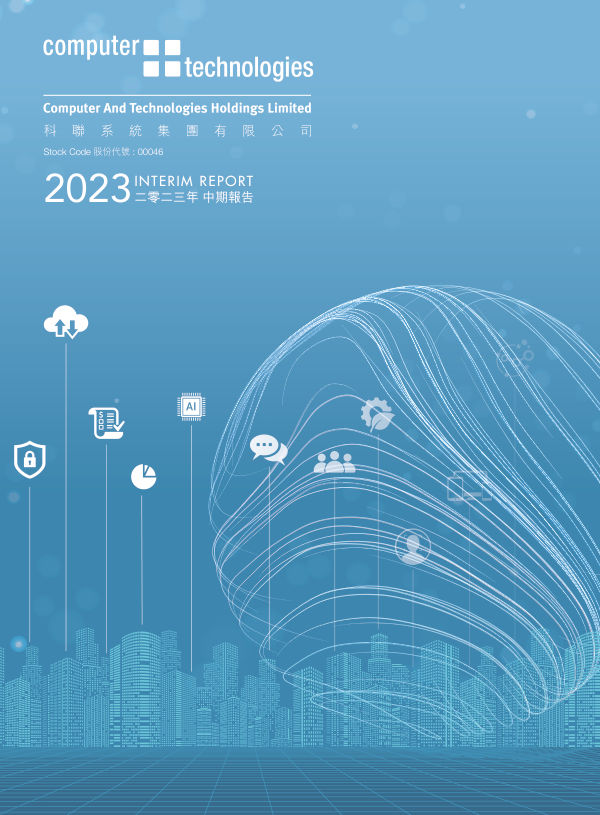 computer
technologies
Computer And Technologies Holdings Limited
科聯系統集團有限公司
Stock Code 股份代號 : 00046
2023 INTERIM REPORT
二零二三年 中期報告
AI